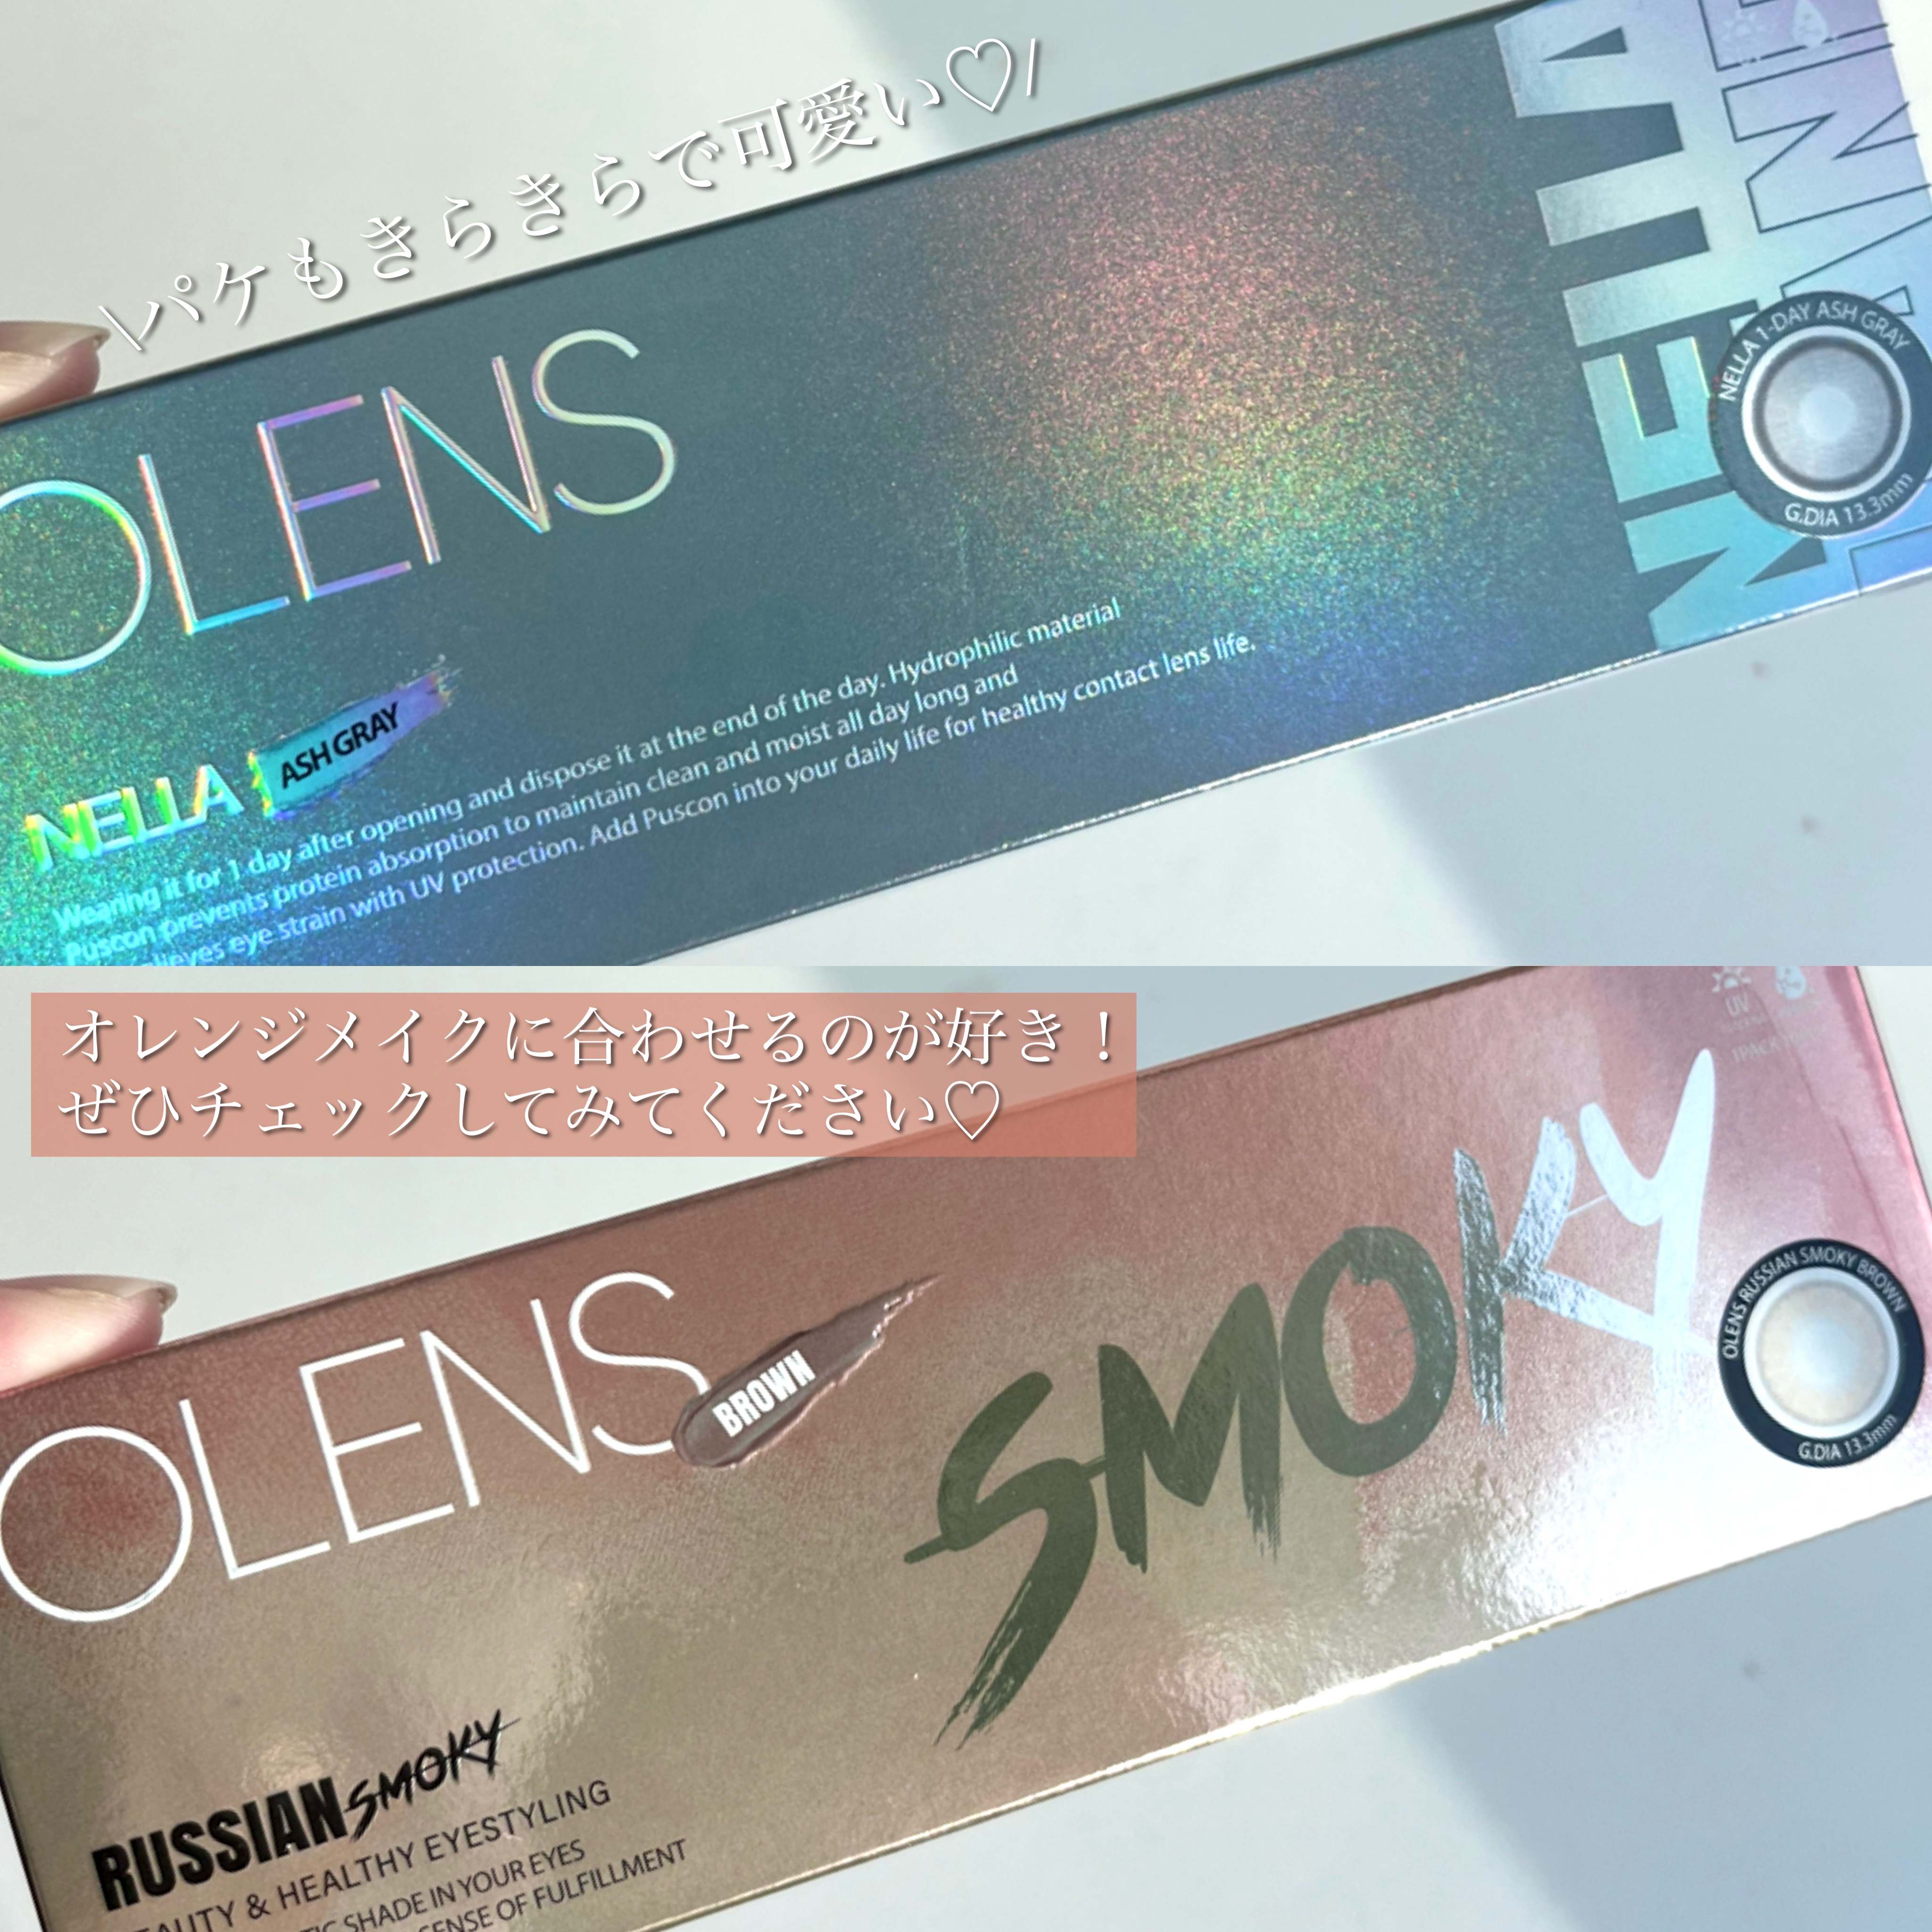 \パケもきらきらで可愛い♡/
OLENS
NELLA
ASH GRAY
Wearing it for 1 day after opening and dispose it at the end of the day. Hydrophilic material
Puscon prevents protein absorption to maintain clean and moist all day long and
eye strain with UV protection. Add Puscon into your daily life for healthy contact lens life.
NELLA
NELLA 1-DAY ASH GRAY
G.DIA 13.3mm
オレンジメイクに合わせるのが好き！
ぜひチェックしてみてください♡
UV
OLENS
BROWN
SMOKY
OLENS RUSSIAN SMOKY BROWN
G.DIA 13.3mm
RUSSIAN SMOKY
& HEALTHY EYESTYLING
SHADE IN YOUR EYES
SENSE OF FULFILLMENT